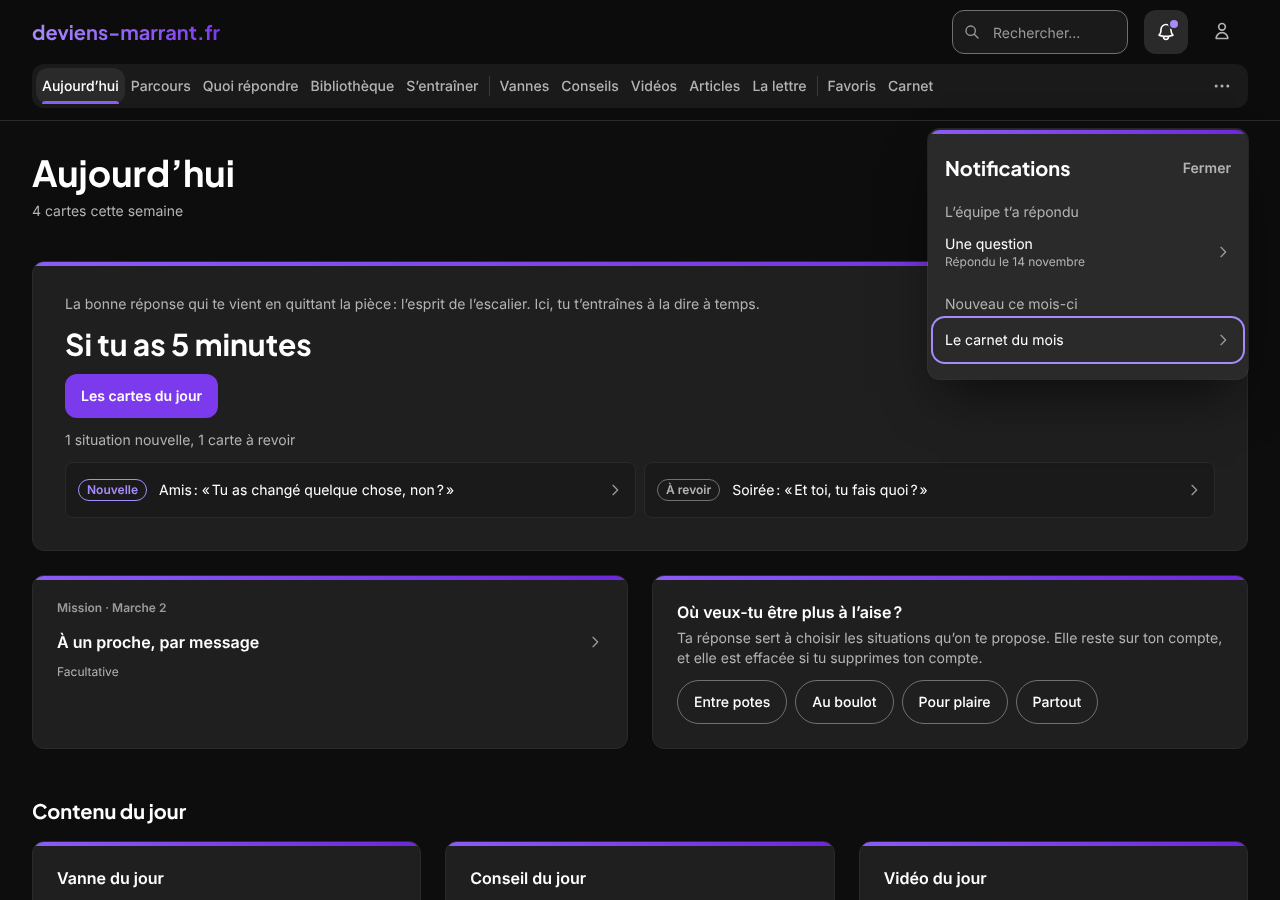 deviens-marrant.fr
Rechercher...
Aujourd’hui Parcours Quoi répondre Bibliothèque S’entraîner Vannes Conseils Vidéos Articles La lettre Favoris Carnet
Aujourd’hui
4 cartes cette semaine
Notifications
Fermer
L’équipe t’a répondu
Une question
Répondu le 14 novembre
Nouveau ce mois-ci
Le carnet du mois
La bonne réponse qui te vient en quittant la pièce : l’esprit de l’escalier. Ici, tu t’entraînes à la dire à temps.
Si tu as 5 minutes
Les cartes du jour
1 situation nouvelle, 1 carte à revoir
Nouvelle Amis : « Tu as changé quelque chose, non ? »
À revoir Soirée : « Et toi, tu fais quoi ? »
Mission · Marche 2
À un proche, par message
Facultative
Où veux-tu être plus à l’aise ?
Ta réponse sert à choisir les situations qu’on te propose. Elle reste sur ton compte,
et elle est effacée si tu supprimes ton compte.
Entre potes Au boulot Pour plaire Partout
Contenu du jour
Vanne du jour
Conseil du jour
Vidéo du jour